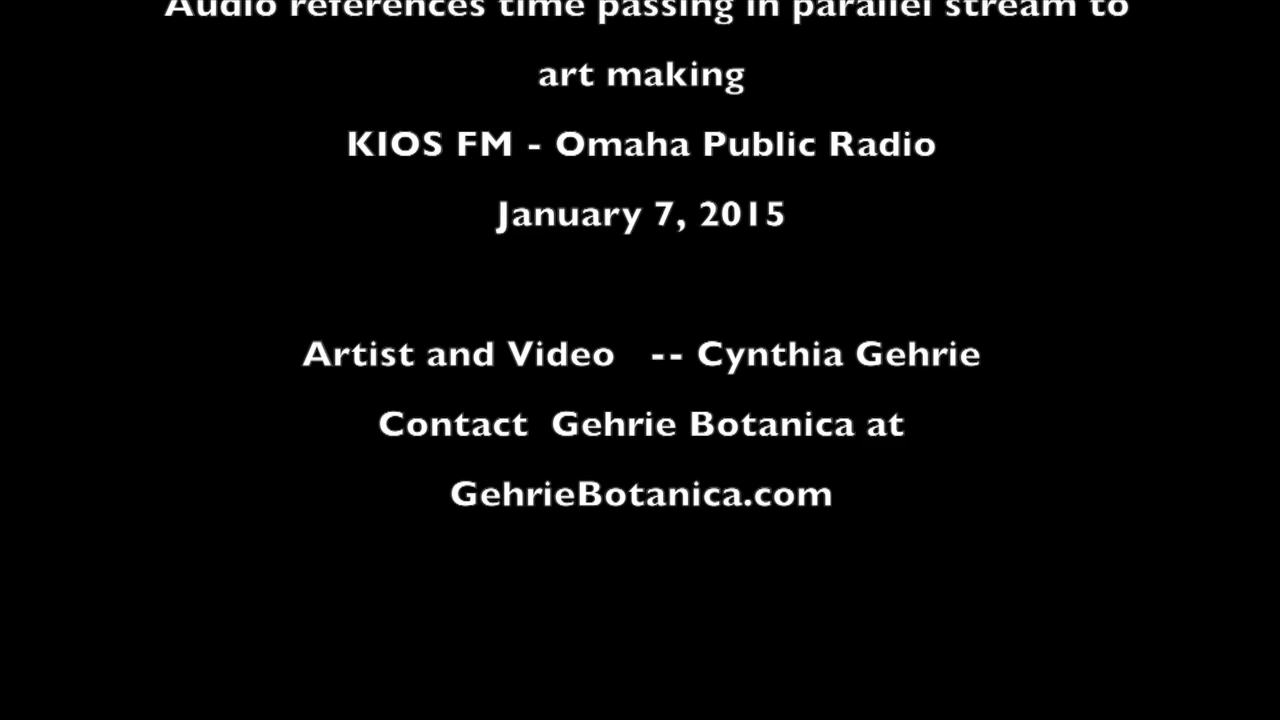 Audio references time passing in parallel stream to
art making
KIOS FM - Omaha Public Radio
January 7, 2015
Artist and Video -- Cynthia Gehrie
Contact Gehrie Botanica at
GehrieBotanica.com